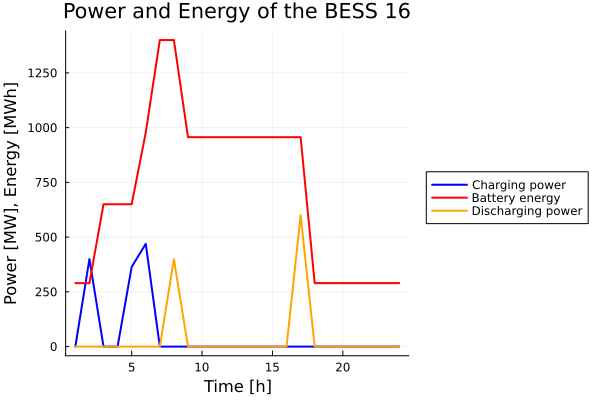 Power and Energy of the BESS 16
Power [MW], Energy [MWh]
1250
1000
750
500
250
0
5
10
15
20
Time [h]
Charging power
Battery energy
Discharging power